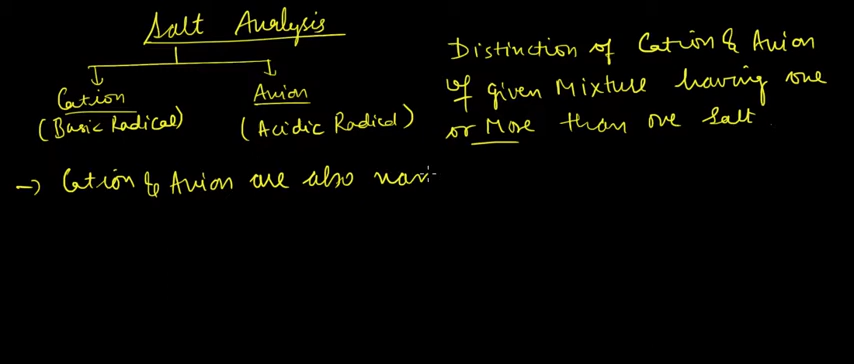 Salt Analysis
Cation
(Basic Radical)
Anion
(Acidic Radical)
Distinction of Cation & Anion
of given Mixture having one
or More than one Salt
→ Cation & Anion are also